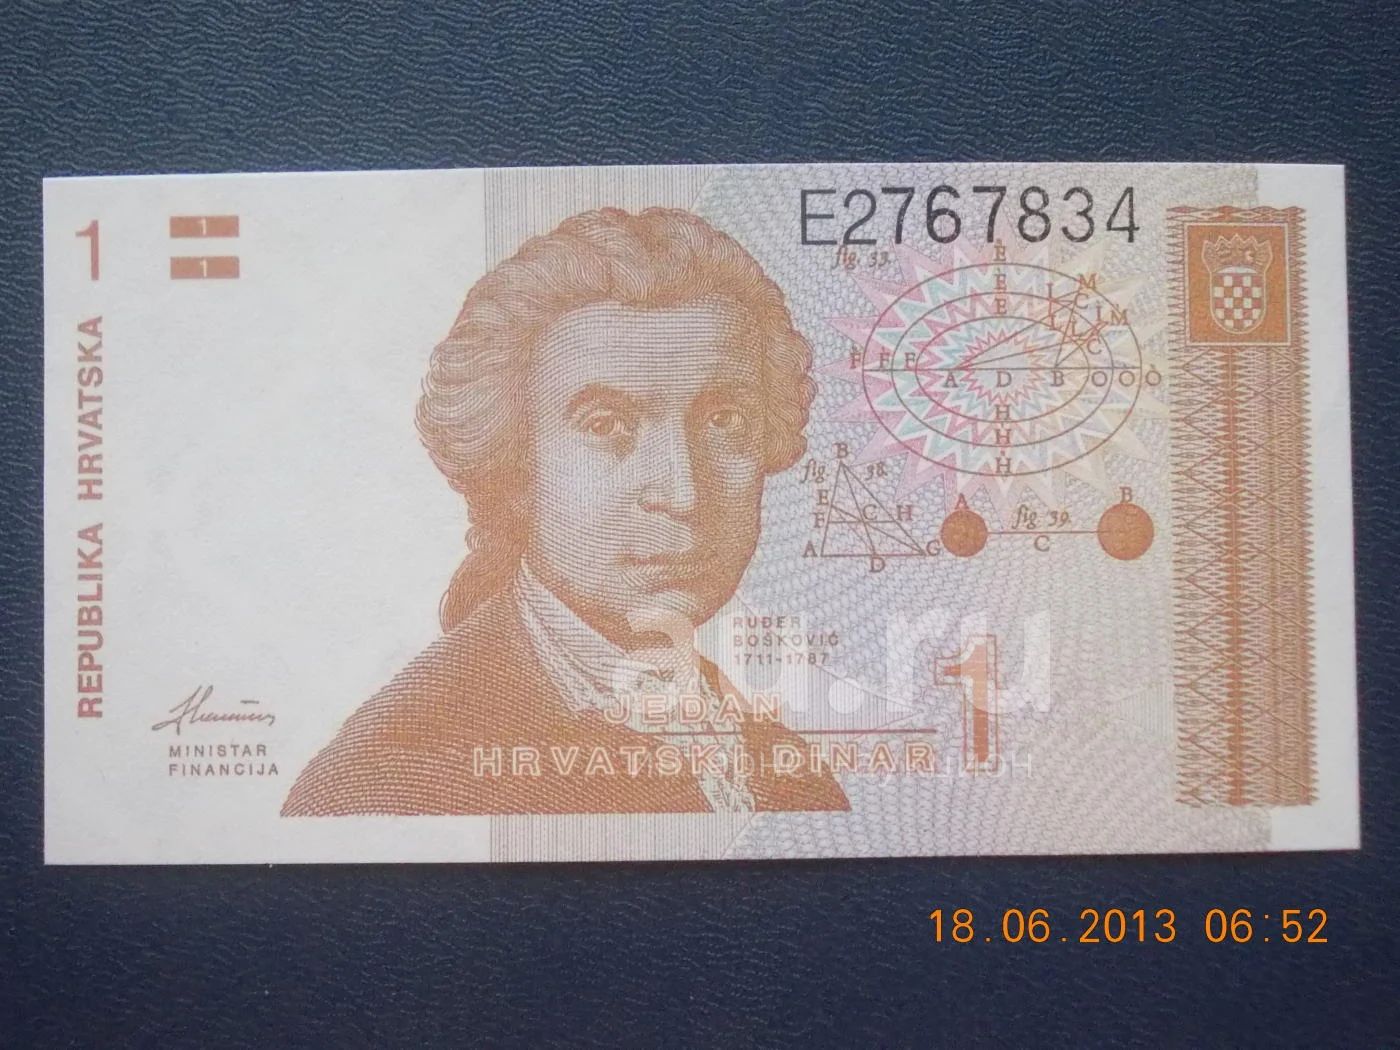 E2767834
1
1
1
REPUBLIKA HRVATSKA
fig. 33.
È
E
E
M
L
C
I
M
L
L
C
F
F
F
A D B O O O
H
H
H
B
fig. 38.
E
F C H
A D G
A fig. 39. B
C
RUĐER
BOŠKOVIĆ
1711-1787
1
JEDAN
HRVATSKI DINAR
MINISTAR
FINANCIJA
.ru
18.06.2013 06:52